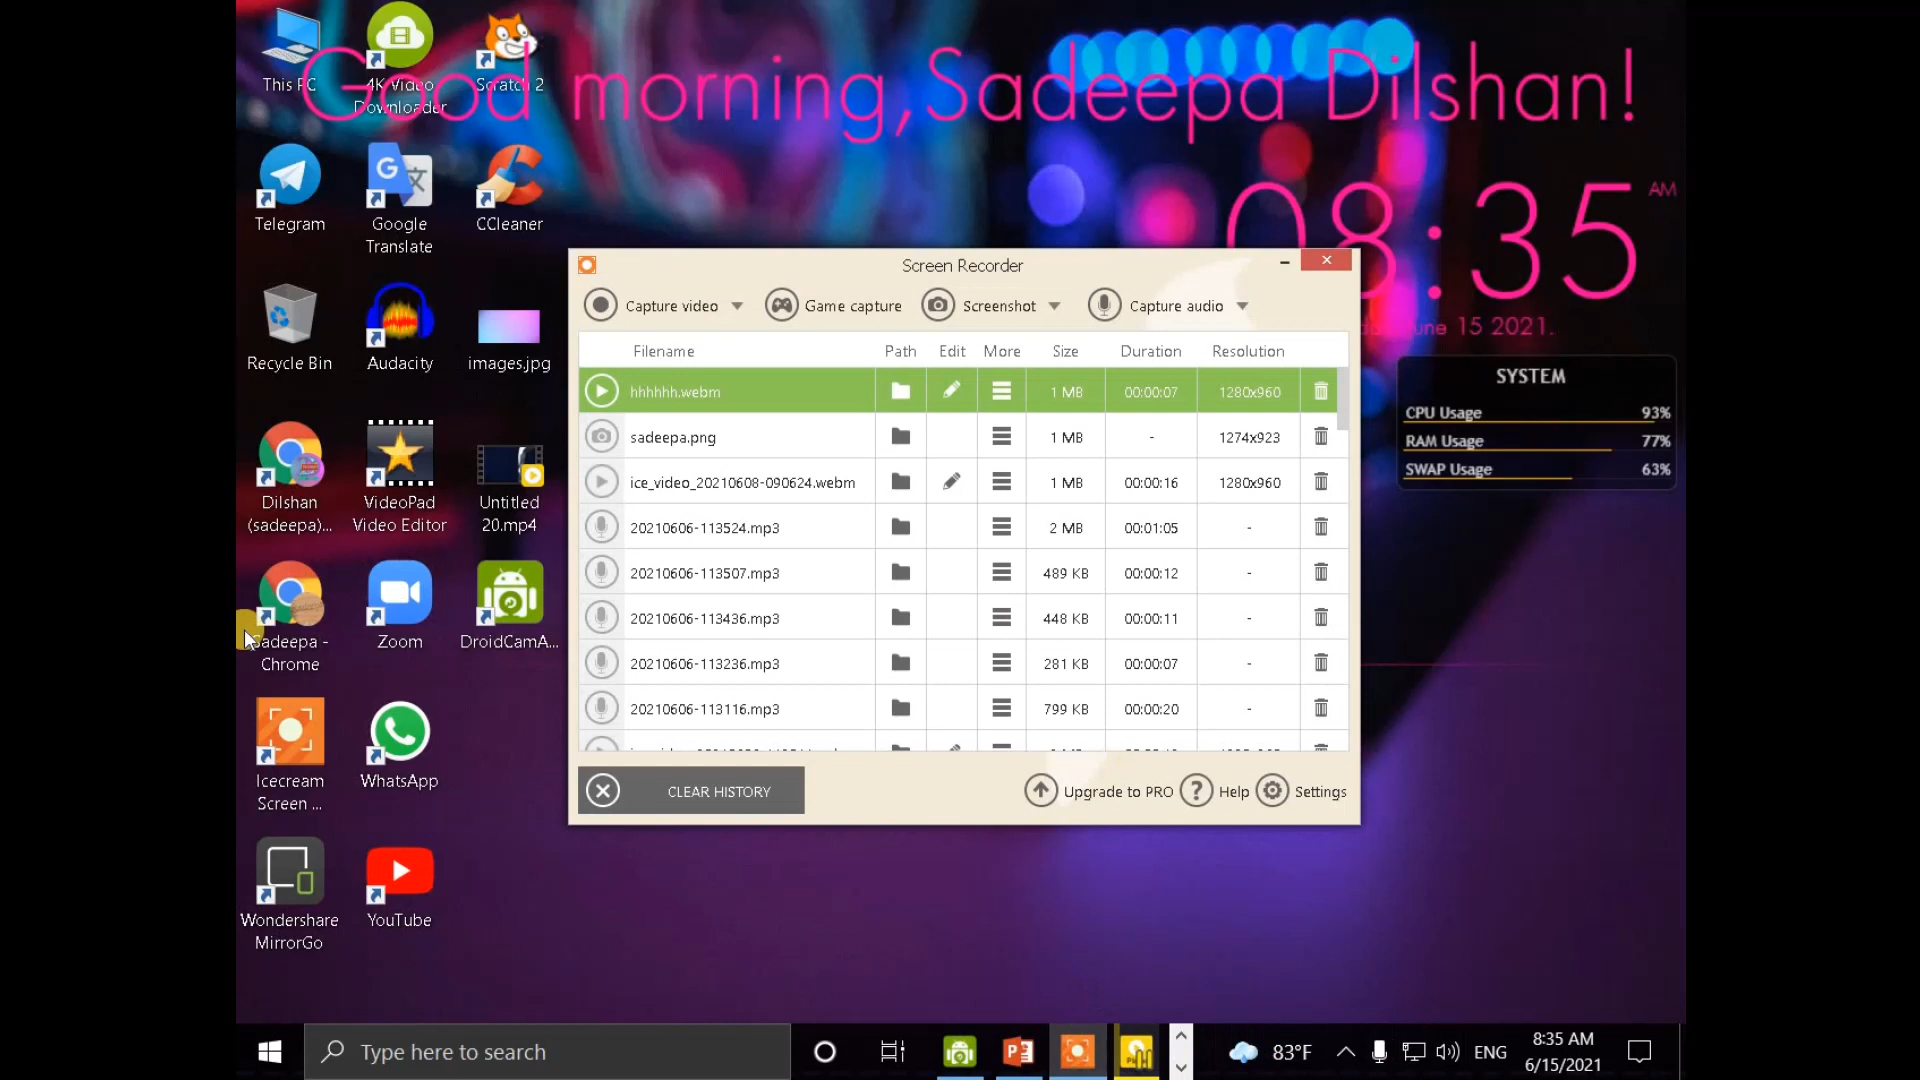 Good morning,Sadeepa Dilshan!
08:35 AM
June 15 2021.
This PC
4K Video
Downloader
Scratch 2
Telegram
Google
Translate
CCleaner
Recycle Bin
Audacity
images.jpg
Dilshan
(sadeepa)...
VideoPad
Video Editor
Untitled
20.mp4
Sadeepa -
Chrome
Zoom
DroidCamA...
Icecream
Screen ...
WhatsApp
Wondershare
MirrorGo
YouTube
Screen Recorder
Capture video
Game capture
Screenshot
Capture audio
Filename Path Edit More Size Duration Resolution
hhhhhh.webm 1 MB 00:00:07 1280x960
sadeepa.png 1 MB - 1274x923
ice_video_20210608-090624.webm 1 MB 00:00:16 1280x960
20210606-113524.mp3 2 MB 00:01:05 -
20210606-113507.mp3 489 KB 00:00:12 -
20210606-113436.mp3 448 KB 00:00:11 -
20210606-113236.mp3 281 KB 00:00:07 -
20210606-113116.mp3 799 KB 00:00:20 -
CLEAR HISTORY
Upgrade to PRO
Help
Settings
SYSTEM
CPU Usage 93%
RAM Usage 77%
SWAP Usage 63%
Type here to search
83°F
ENG
8:35 AM
6/15/2021